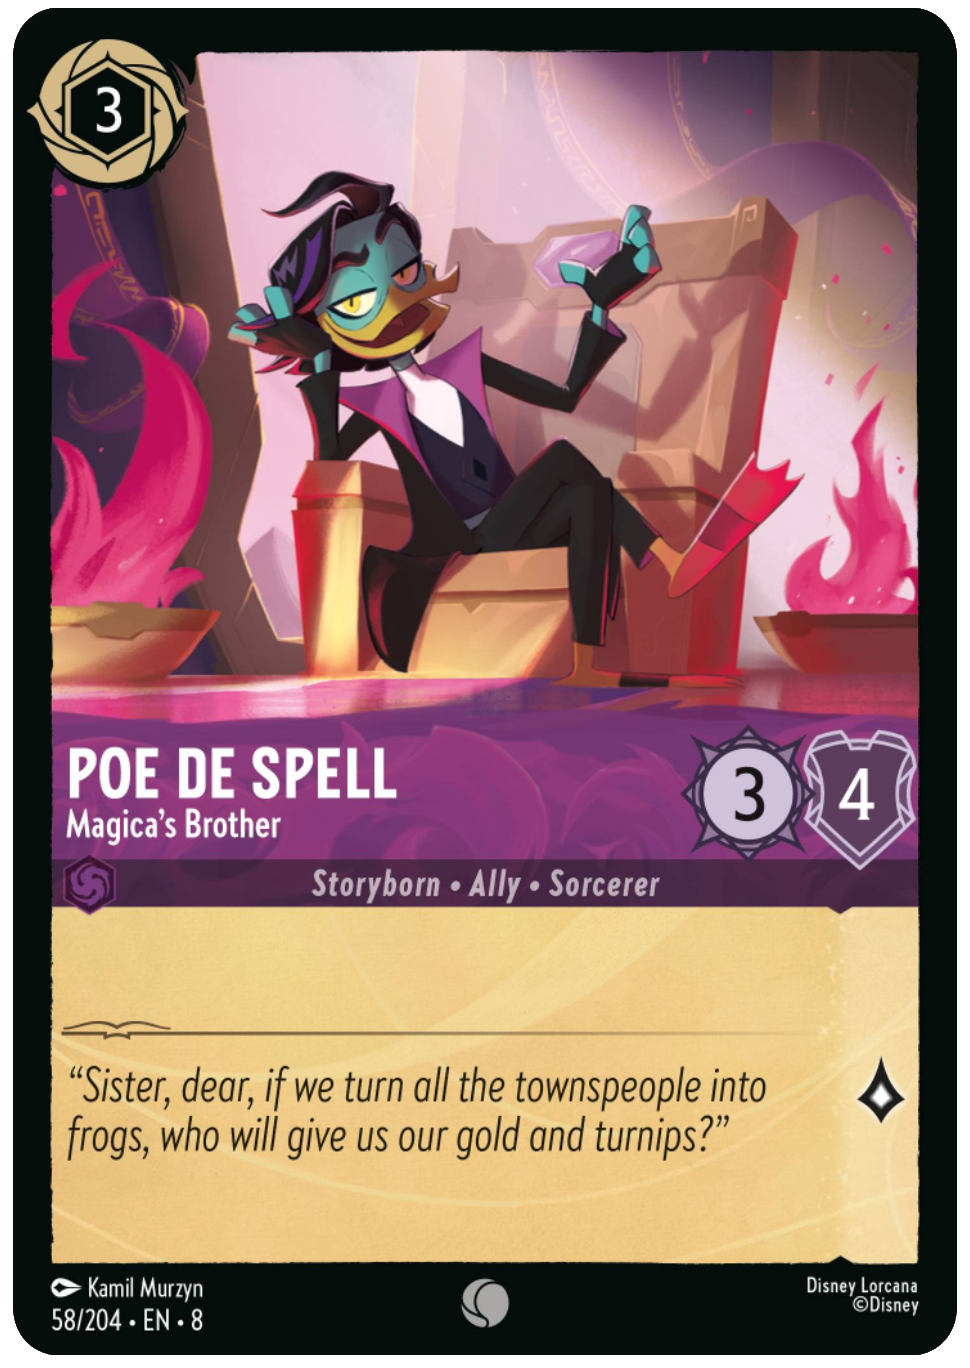 3
POE DE SPELL
Magica's Brother
3
4
Storyborn • Ally • Sorcerer
“Sister, dear, if we turn all the townspeople into
frogs, who will give us our gold and turnips?”
Kamil Murzyn
58/204 • EN • 8
Disney Lorcana
©Disney